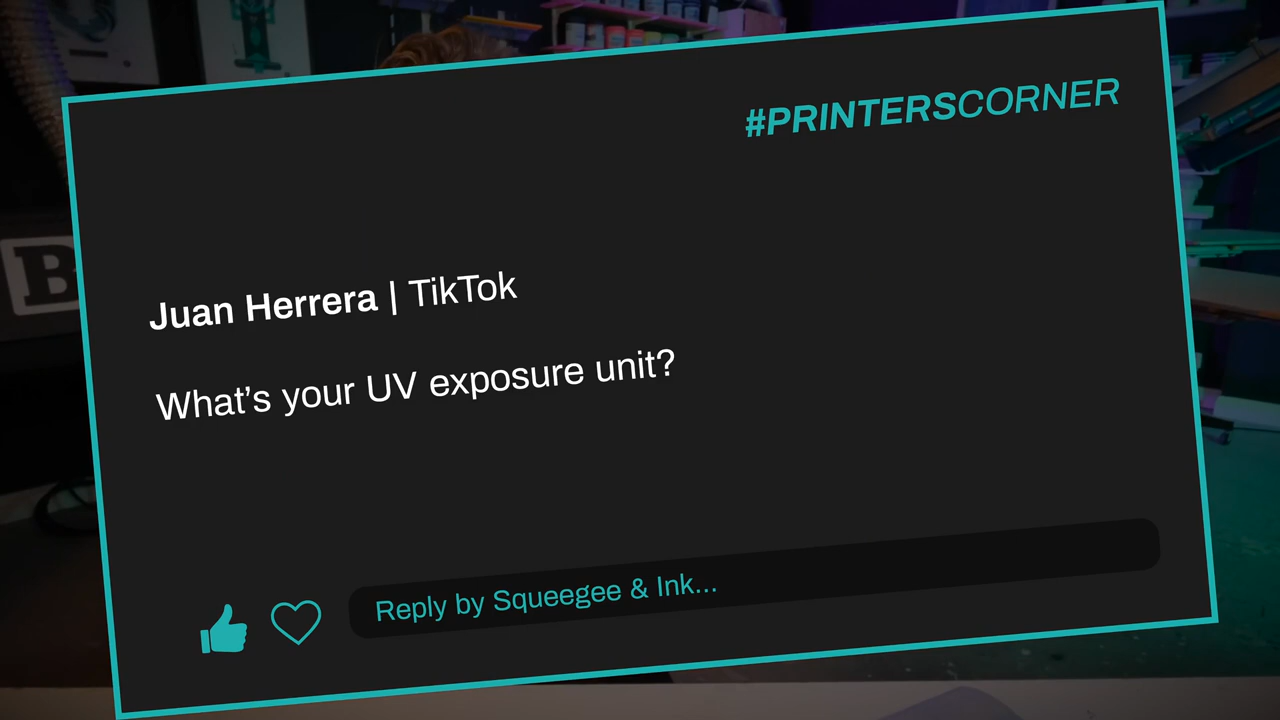 #PRINTERSCORNER
Juan Herrera | TikTok
What’s your UV exposure unit?
Reply by Squeegee & Ink...
B